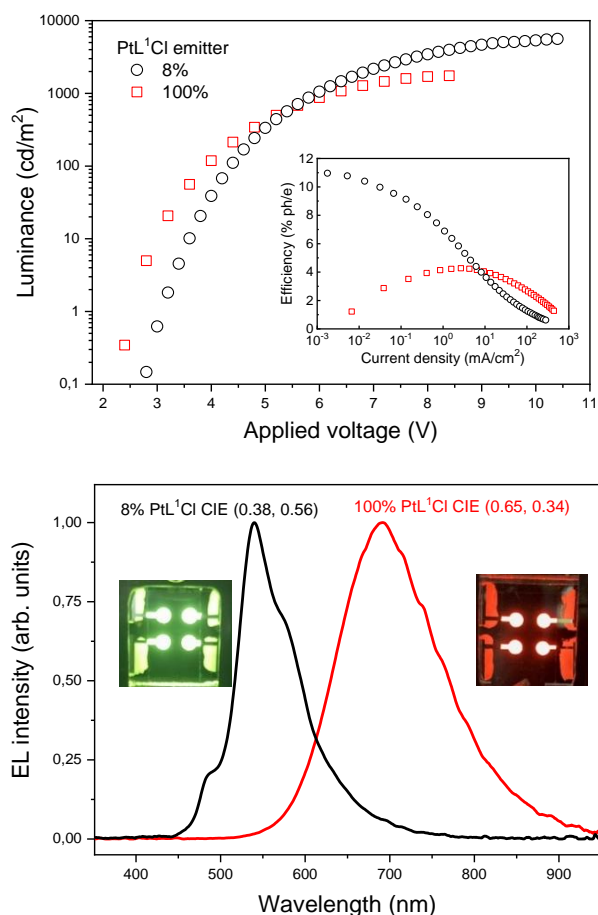 PtL¹Cl emitter
8%
100%
10000
1000
100
10
1
0,1
Luminance (cd/m²)
2 3 4 5 6 7 8 9 10 11
Applied voltage (V)
12
10
8
6
4
2
0
Efficiency (% ph/e)
10⁻³ 10⁻² 10⁻¹ 10⁰ 10¹ 10² 10³
Current density (mA/cm²)
8% PtL¹Cl CIE (0.38, 0.56)
100% PtL¹Cl CIE (0.65, 0.34)
1,00
0,75
0,50
0,25
0,00
EL intensity (arb. units)
400 500 600 700 800 900
Wavelength (nm)